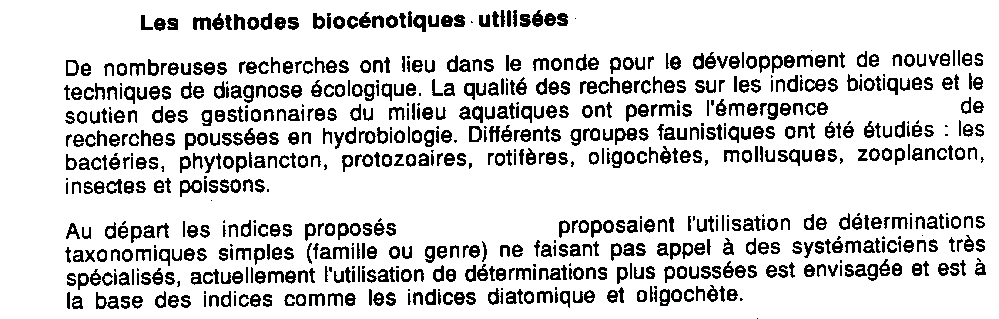 Les méthodes biocénotiques utilisées
De nombreuses recherches ont lieu dans le monde pour le développement de nouvelles
techniques de diagnose écologique. La qualité des recherches sur les indices biotiques et le
soutien des gestionnaires du milieu aquatiques ont permis l'émergence de
recherches poussées en hydrobiologie. Différents groupes faunistiques ont été étudiés : les
bactéries, phytoplancton, protozoaires, rotifères, oligochètes, mollusques, zooplancton,
insectes et poissons.
Au départ les indices proposés proposaient l'utilisation de déterminations
taxonomiques simples (famille ou genre) ne faisant pas appel à des systématiciens très
spécialisés, actuellement l'utilisation de déterminations plus poussées est envisagée et est à
la base des indices comme les indices diatomique et oligochète.